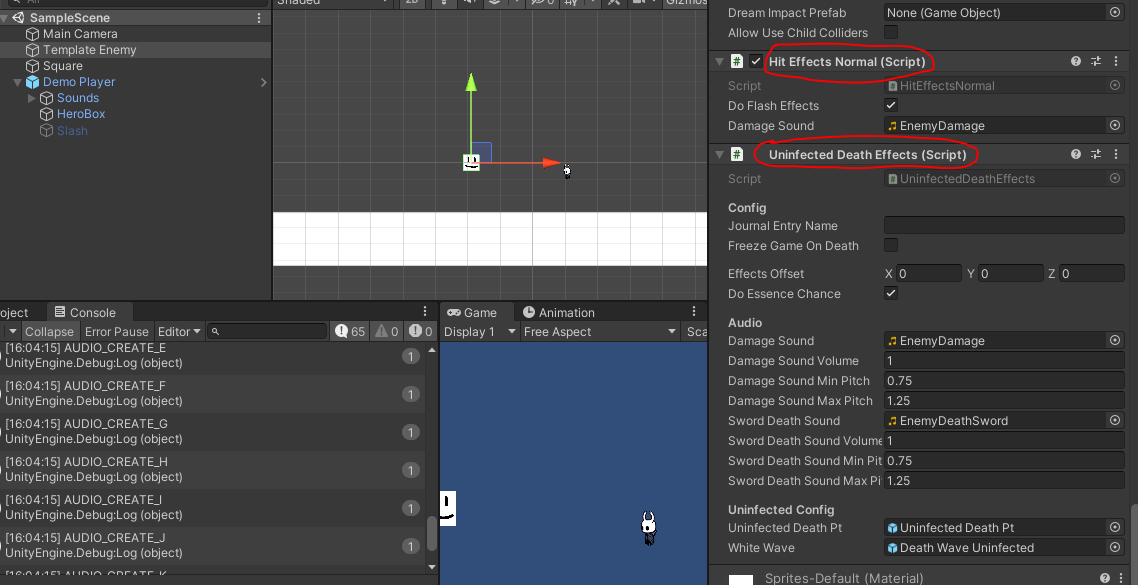 All
Shaded
2D
Gizmos
SampleScene
Main Camera
Template Enemy
Square
Demo Player
Sounds
HeroBox
Slash
Console
Collapse Error Pause Editor 65 0 0
[16:04:15] AUDIO_CREATE_E 1
UnityEngine.Debug:Log (object)
[16:04:15] AUDIO_CREATE_F 1
UnityEngine.Debug:Log (object)
[16:04:15] AUDIO_CREATE_G 1
UnityEngine.Debug:Log (object)
[16:04:15] AUDIO_CREATE_H 1
UnityEngine.Debug:Log (object)
[16:04:15] AUDIO_CREATE_I 1
UnityEngine.Debug:Log (object)
[16:04:15] AUDIO_CREATE_J 1
UnityEngine.Debug:Log (object)
[16:04:15] AUDIO_CREATE_K
Game Animation
Display 1 Free Aspect Sca
Dream Impact Prefab None (Game Object)
Allow Use Child Colliders
# Hit Effects Normal (Script)
Script # HitEffectsNormal
Do Flash Effects
Damage Sound EnemyDamage
# Uninfected Death Effects (Script)
Script # UninfectedDeathEffects
Config
Journal Entry Name
Freeze Game On Death
Effects Offset X 0 Y 0 Z 0
Do Essence Chance
Audio
Damage Sound EnemyDamage
Damage Sound Volume 1
Damage Sound Min Pitch 0.75
Damage Sound Max Pitch 1.25
Sword Death Sound EnemyDeathSword
Sword Death Sound Volume 1
Sword Death Sound Min Pit 0.75
Sword Death Sound Max Pi 1.25
Uninfected Config
Uninfected Death Pt Uninfected Death Pt
White Wave Death Wave Uninfected
Sprites-Default (Material)